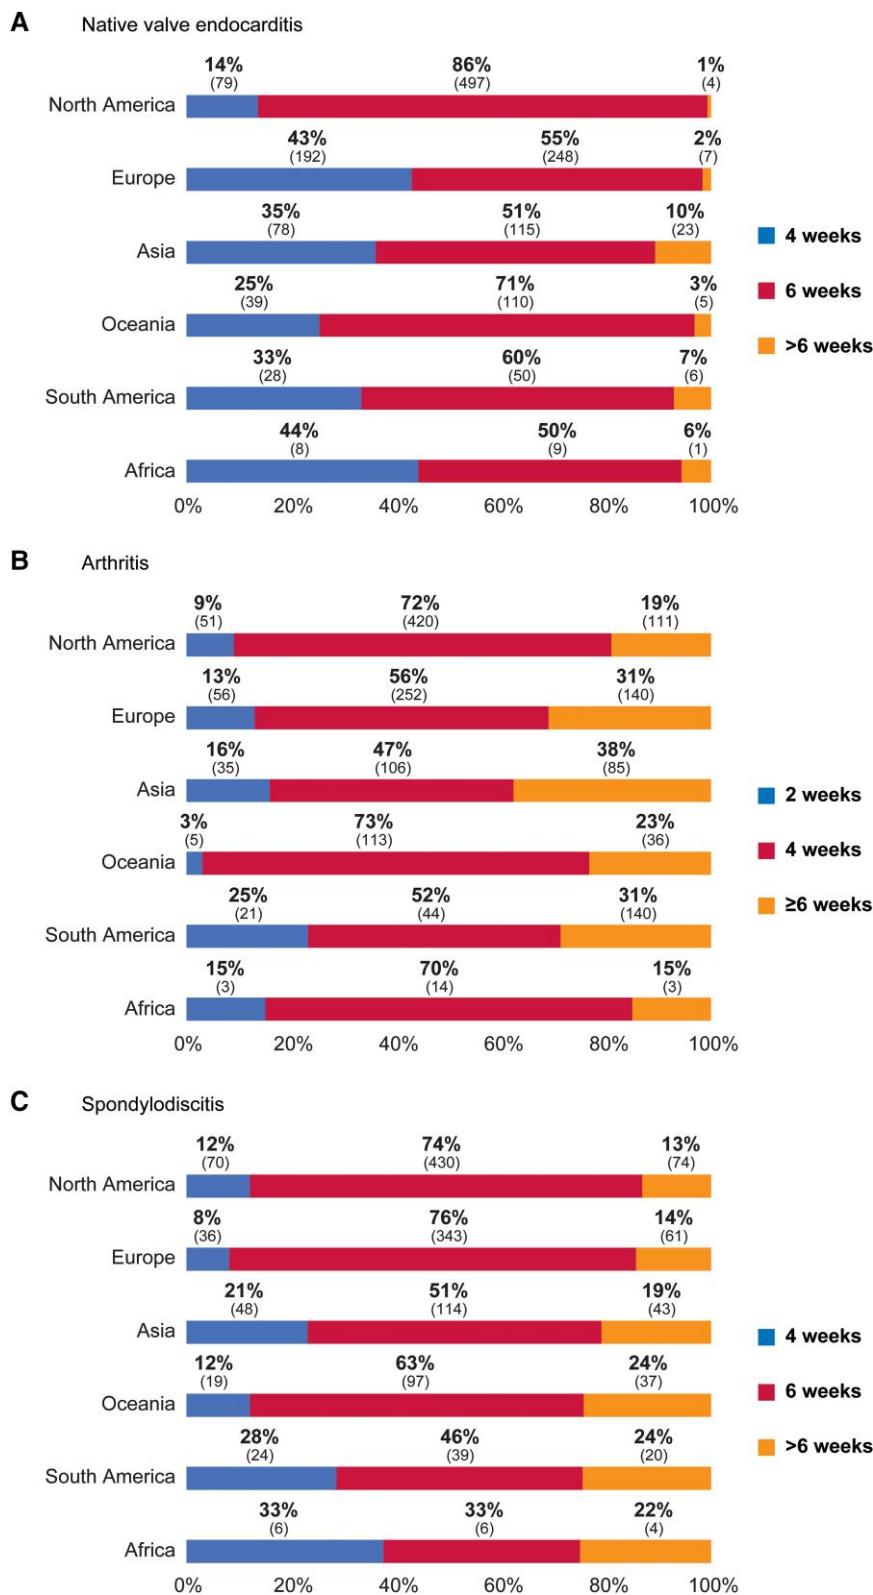 A Native valve endocarditis
14% 86% 1%
(79) (497) (4)
North America
43% 55% 2%
(192) (248) (7)
Europe
35% 51% 10%
(78) (115) (23)
Asia
25% 71% 3%
(39) (110) (5)
Oceania
33% 60% 7%
(28) (50) (6)
South America
44% 50% 6%
(8) (9) (1)
Africa
0% 20% 40% 60% 80% 100%
4 weeks
6 weeks
>6 weeks
B Arthritis
9% 72% 19%
(51) (420) (111)
North America
13% 56% 31%
(56) (252) (140)
Europe
16% 47% 38%
(35) (106) (85)
Asia
3% 73% 23%
(5) (113) (36)
Oceania
25% 52% 31%
(21) (44) (140)
South America
15% 70% 15%
(3) (14) (3)
Africa
0% 20% 40% 60% 80% 100%
2 weeks
4 weeks
≥6 weeks
C Spondylodiscitis
12% 74% 13%
(70) (430) (74)
North America
8% 76% 14%
(36) (343) (61)
Europe
21% 51% 19%
(48) (114) (43)
Asia
12% 63% 24%
(19) (97) (37)
Oceania
28% 46% 24%
(24) (39) (20)
South America
33% 33% 22%
(6) (6) (4)
Africa
0% 20% 40% 60% 80% 100%
4 weeks
6 weeks
>6 weeks